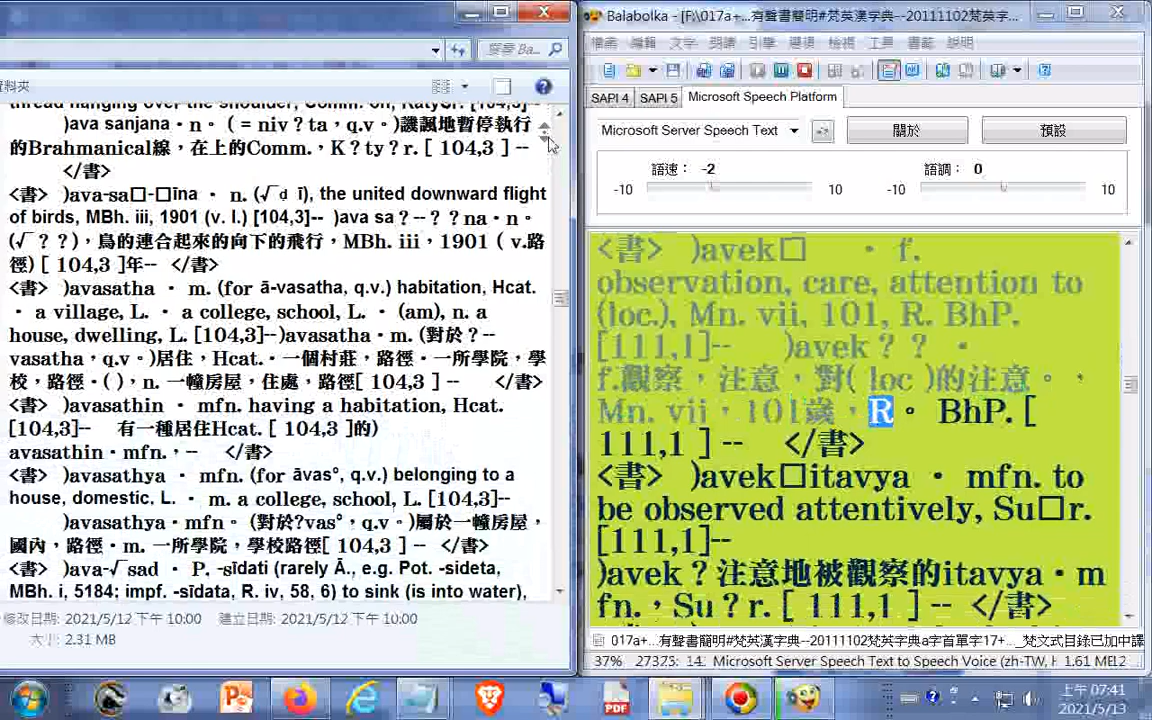 Balabolka - [F:\\017a+...有聲書簡明#梵英漢字典--20111102梵英字...
檔案 編輯 文字 朗讀 引擎 選項 檢視 工具 書籤 說明
搜尋 Ba...
資料夾
thread hanging over the shoulder, Comm. on, KātySr. [104,3]--
)ava sanjana‧n。 ( = niv?ta，q.v。)譏諷地暫停執行
的Brahmanical線，在上的Comm.，K?ty?r. [ 104,3 ] --
</書>
<書> )ava-sa□-□īna ‧ n. (√ḍ ī), the united downward flight
of birds, MBh. iii, 1901 (v. l.) [104,3]-- )ava sa?--??na‧n。
(√??)，鳥的連合起來的向下的飛行，MBh. iii，1901 ( v.路
徑) [ 104,3 ]年-- </書>
<書> )avasatha ‧ m. (for ā-vasatha, q.v.) habitation, Hcat.
‧ a village, L. ‧ a college, school, L. ‧ (am), n. a
house, dwelling, L. [104,3]--)avasatha‧m. (對於?--
vasatha，q.v。)居住，Hcat.‧一個村莊，路徑‧一所學院，學
校，路徑‧( )，n. 一幢房屋，住處，路徑[ 104,3 ] -- </書>
<書> )avasathin ‧ mfn. having a habitation, Hcat.
[104,3]-- 有一種居住Hcat. [ 104,3 ]的)
avasathin‧mfn.，-- </書>
<書> )avasathya ‧ mfn. (for āvas°, q.v.) belonging to a
house, domestic. L. ‧ m. a college, school, L. [104,3]--
)avasathya‧mfn。 (對於?vas°，q.v。)屬於一幢房屋，
國內，路徑‧m. 一所學院，學校路徑[ 104,3 ] -- </書>
<書> )ava-√sad ‧ P. -sīdati (rarely Ā., e.g. Pot. -sideta,
MBh. i, 5184; impf. -sīdata, R. iv, 58, 6) to sink (is into water),
修改日期: 2021/5/12 下午 10:00 建立日期: 2021/5/12 下午 10:00
大小: 2.31 MB
SAPI 4 SAPI 5 Microsoft Speech Platform
Microsoft Server Speech Text 關於 預設
語速: -2 語調: 0
-10 10 -10 10
<書> )avek□ ‧ f.
observation, care, attention to
(loc.), Mn. vii, 101, R. BhP.
[111,1]-- )avek?? ‧
f.觀察，注意，對( loc )的注意。、
Mn. vii，101歲，R。 BhP. [
111,1 ] -- </書>
<書> )avek□itavya ‧ mfn. to
be observed attentively, Su□r.
[111,1]--
)avek?注意地被觀察的itavya‧m
fn.，Su?r. [ 111,1 ] -- </書>
017a+...有聲書簡明#梵英漢字典--20111102梵英字典a字首單字17+..._梵文式目錄已加中譯
37% 27375: 14: Microsoft Server Speech Text to Speech Voice (zh-TW, H 1.61 ME12
上午 07:41
2021/5/13